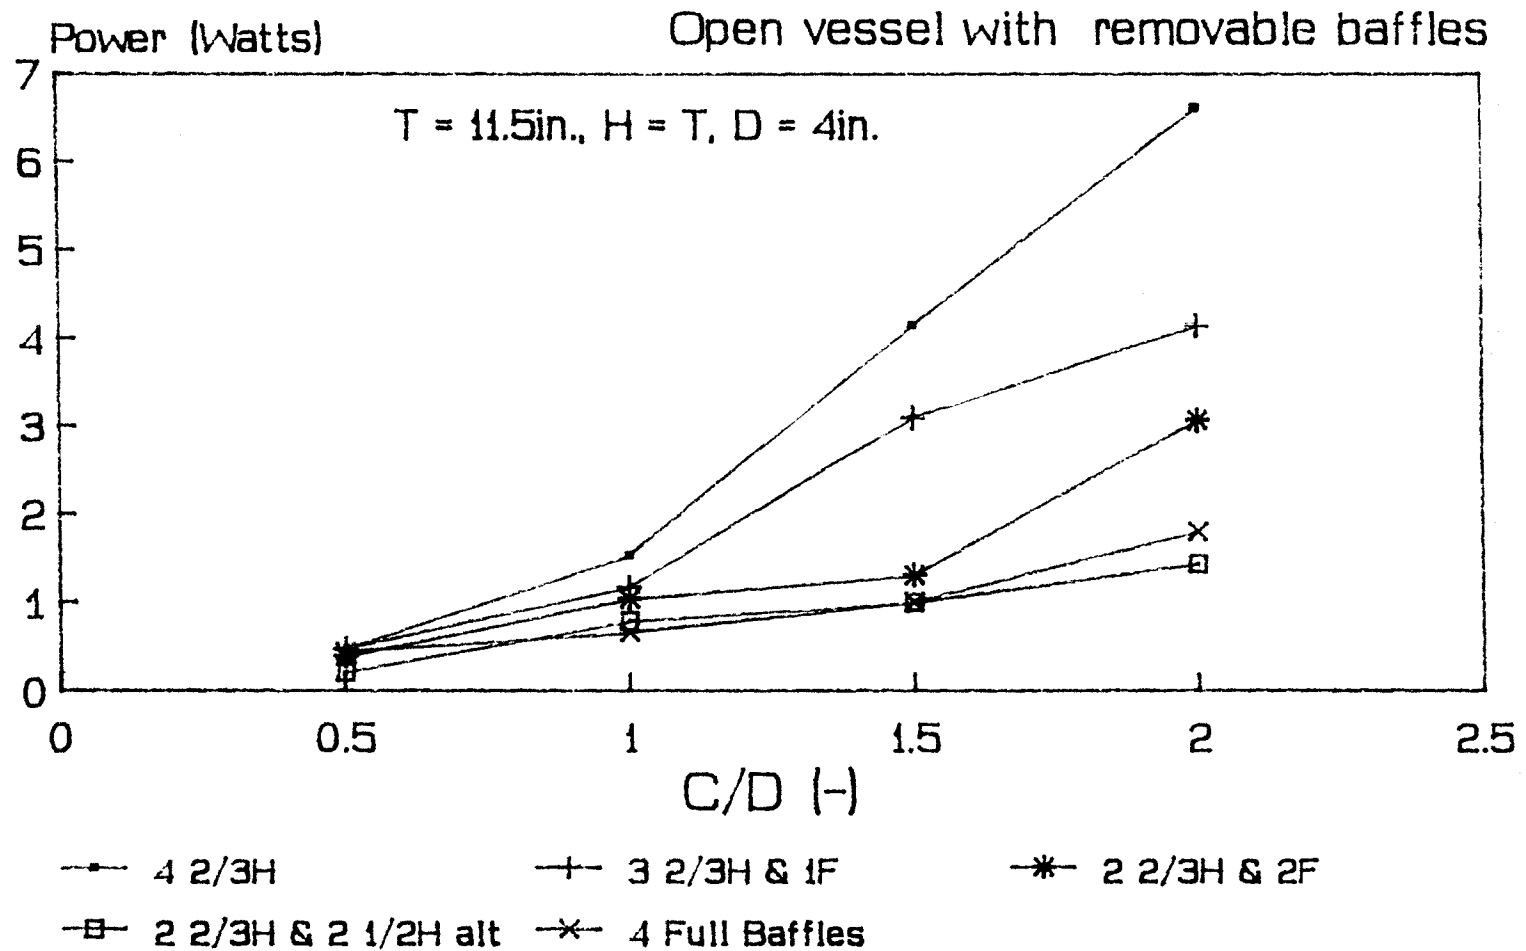 Power (Watts)
Open vessel with removable baffles
7
T = 11.5in., H = T, D = 4in.
6
5
4
3
2
1
0
0 0.5 1 1.5 2 2.5
C/D (-)
4 2/3H 3 2/3H & 1F 2 2/3H & 2F
2 2/3H & 2 1/2H alt 4 Full Baffles